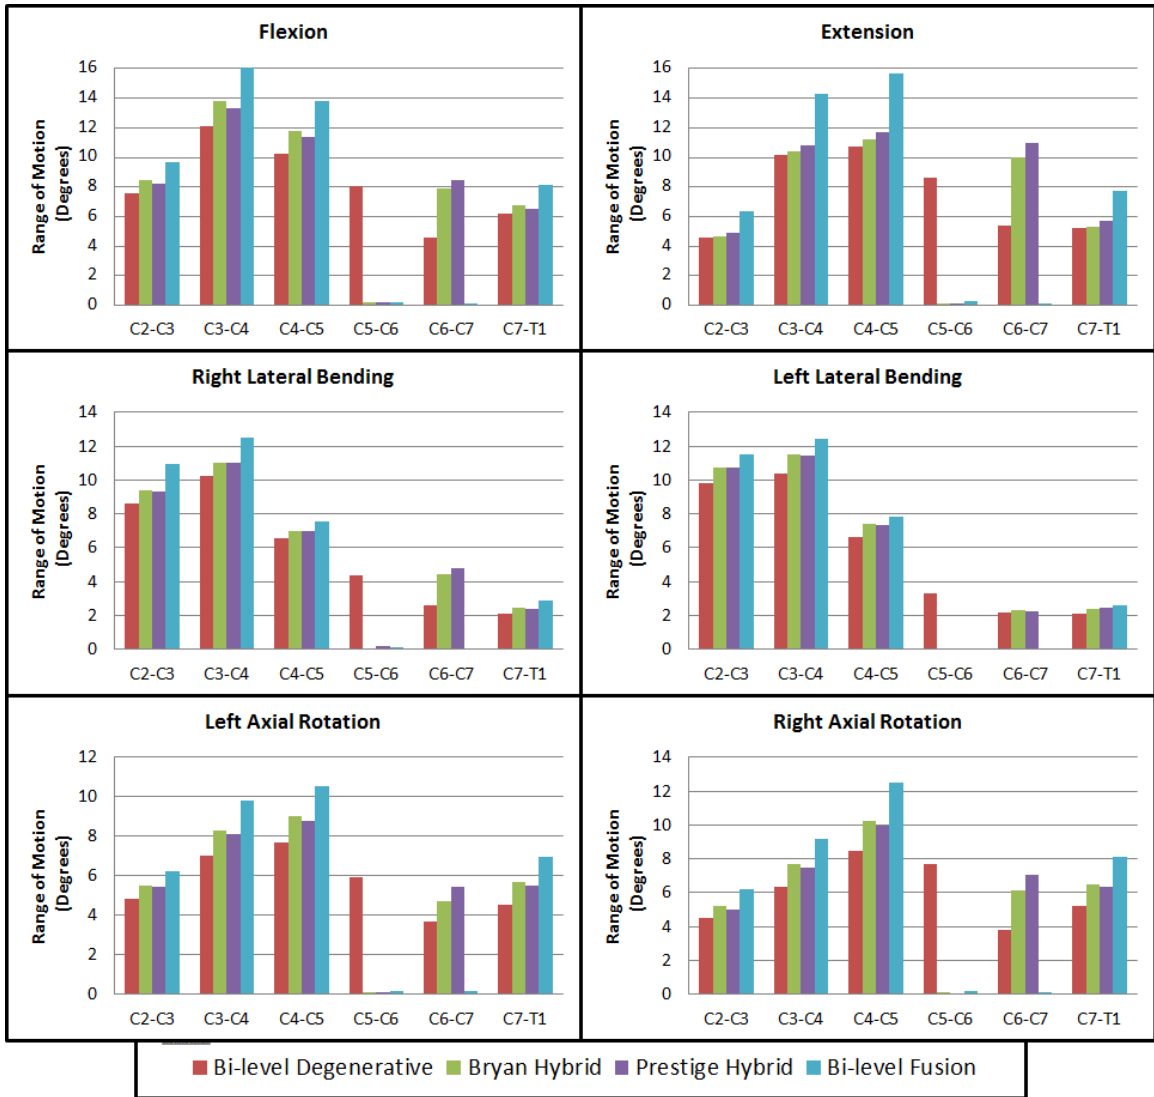 Flexion
Range of Motion
(Degrees)
16
14
12
10
8
6
4
2
0
C2-C3 C3-C4 C4-C5 C5-C6 C6-C7 C7-T1
Extension
Range of Motion
(Degrees)
16
14
12
10
8
6
4
2
0
C2-C3 C3-C4 C4-C5 C5-C6 C6-C7 C7-T1
Right Lateral Bending
Range of Motion
(Degrees)
14
12
10
8
6
4
2
0
C2-C3 C3-C4 C4-C5 C5-C6 C6-C7 C7-T1
Left Lateral Bending
Range of Motion
(Degrees)
14
12
10
8
6
4
2
0
C2-C3 C3-C4 C4-C5 C5-C6 C6-C7 C7-T1
Left Axial Rotation
Range of Motion
(Degrees)
12
10
8
6
4
2
0
C2-C3 C3-C4 C4-C5 C5-C6 C6-C7 C7-T1
Right Axial Rotation
Range of Motion
(Degrees)
14
12
10
8
6
4
2
0
C2-C3 C3-C4 C4-C5 C5-C6 C6-C7 C7-T1
Bi-level Degenerative Bryan Hybrid Prestige Hybrid Bi-level Fusion